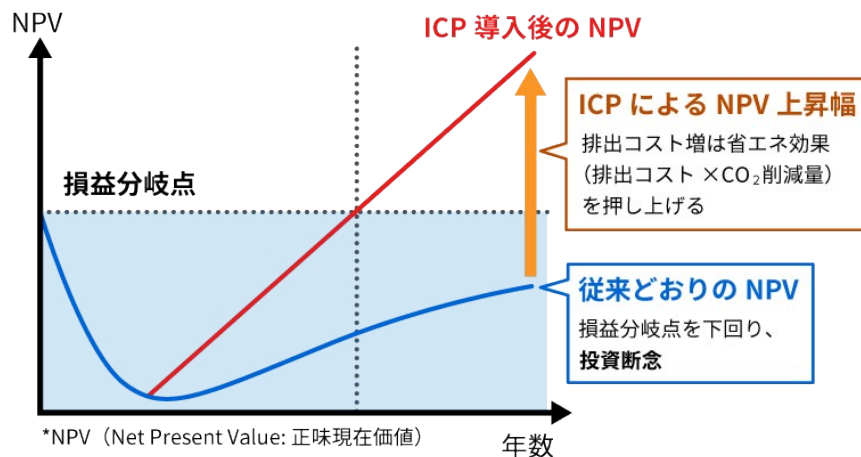 NPV
ICP 導入後の NPV
ICP による NPV 上昇幅
排出コスト増は省エネ効果
（排出コスト ×CO₂削減量）
を押し上げる
損益分岐点
従来どおりの NPV
損益分岐点を下回り、
投資断念
*NPV（Net Present Value: 正味現在価値）
年数